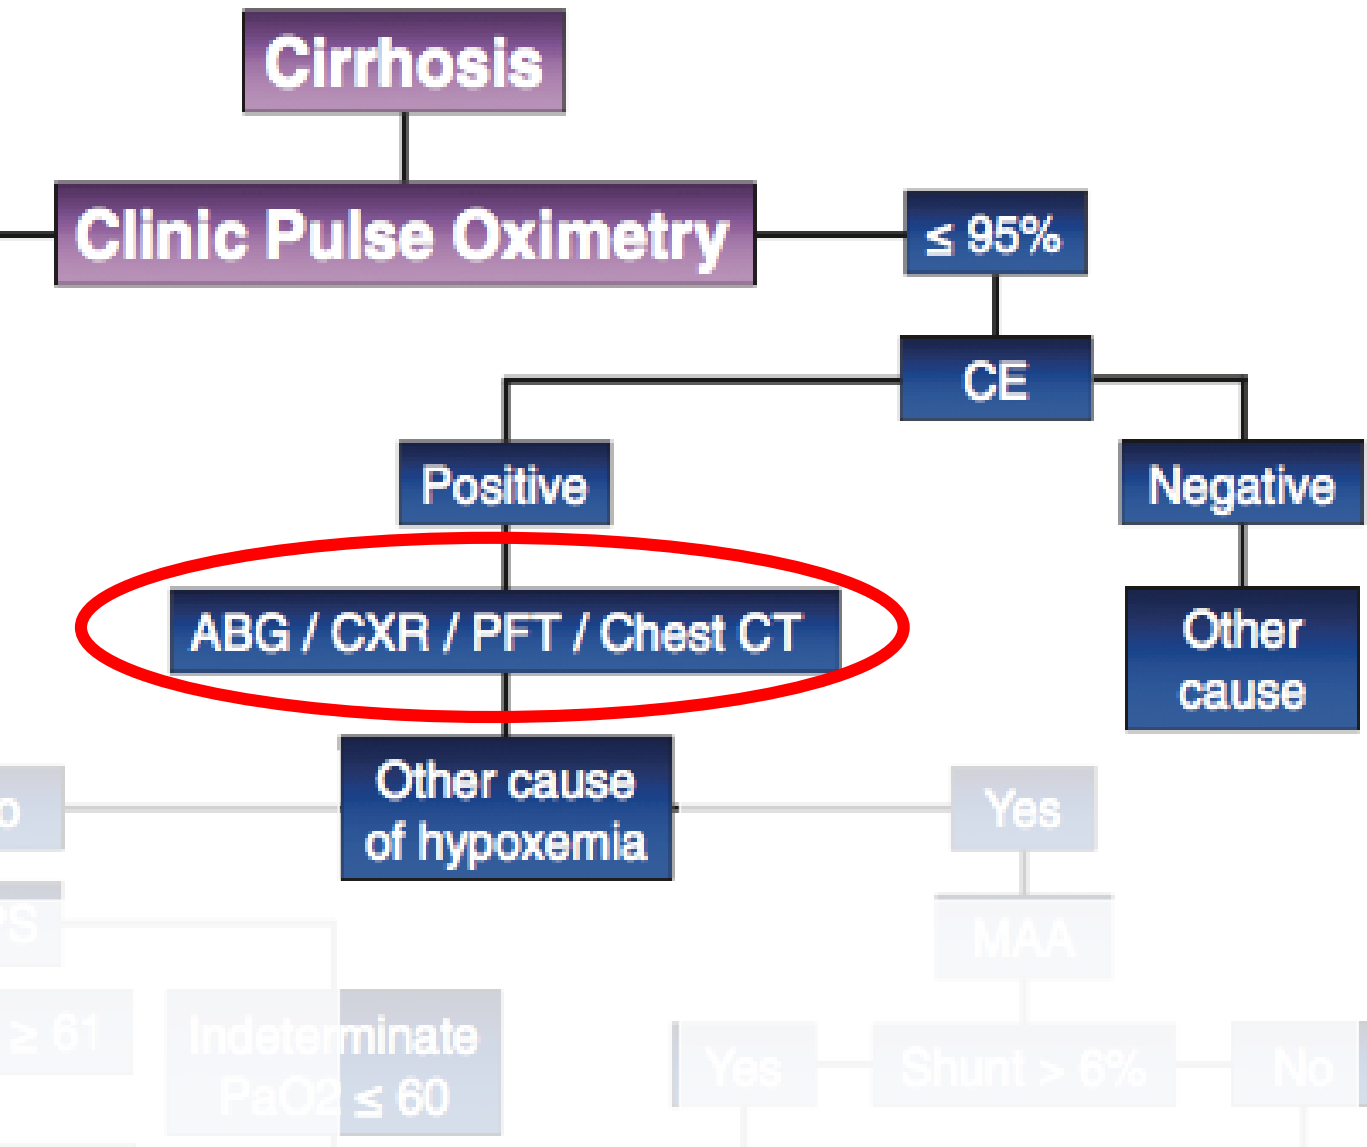 Cirrhosis
Clinic Pulse Oximetry
≤ 95%
CE
Positive
Negative
ABG / CXR / PFT / Chest CT
Other
cause
Other cause
of hypoxemia
Yes
MAA
≥ 61
Indeterminate
PaO2 ≤ 60
Yes
Shunt > 6%
No